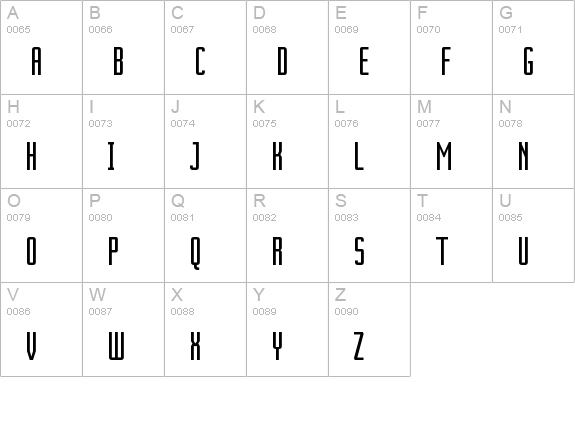 A B C D E F G
0065 0066 0067 0068 0069 0070 0071
A B C D E F G
H I J K L M N
0072 0073 0074 0075 0076 0077 0078
H I J K L M N
O P Q R S T U
0079 0080 0081 0082 0083 0084 0085
O P Q R S T U
V W X Y Z
0086 0087 0088 0089 0090
V W X Y Z